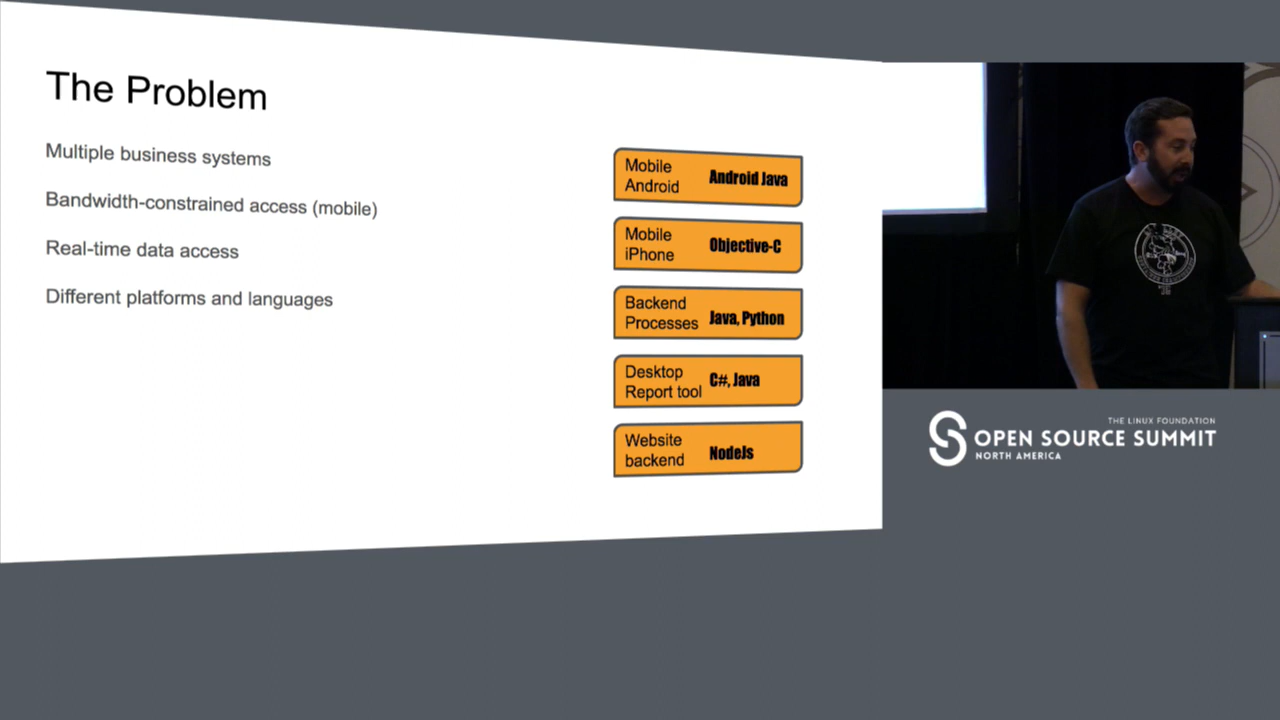 The Problem
Multiple business systems
Bandwidth-constrained access (mobile)
Real-time data access
Different platforms and languages
Mobile
Android
Android Java
Mobile
iPhone
Objective-C
Backend
Processes
Java, Python
Desktop
Report tool
C#, Java
Website
backend
NodeJs
THE LINUX FOUNDATION
OPEN SOURCE SUMMIT
NORTH AMERICA